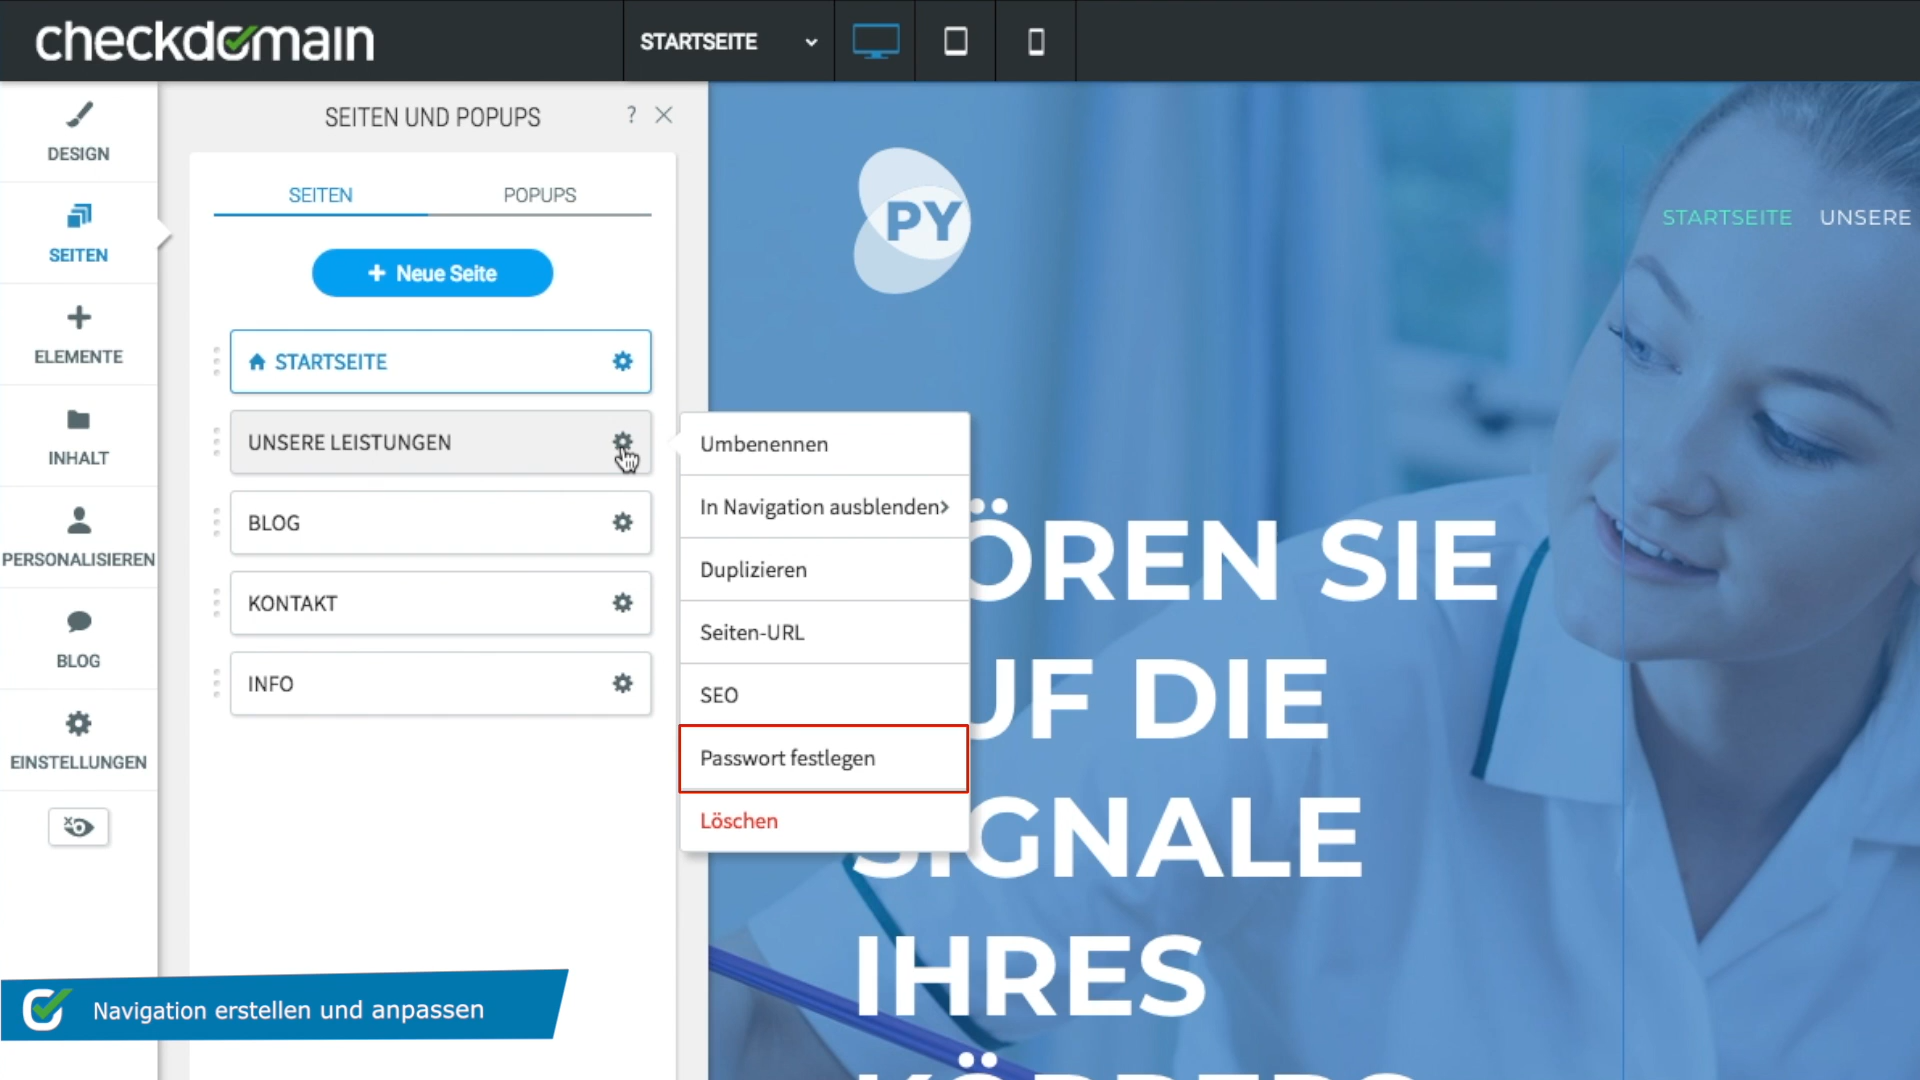 checkdomain
STARTSEITE
DESIGN
SEITEN
ELEMENTE
INHALT
PERSONALISIEREN
BLOG
EINSTELLUNGEN
SEITEN UND POPUPS ?
SEITEN POPUPS
+ Neue Seite
STARTSEITE
UNSERE LEISTUNGEN
BLOG
KONTAKT
INFO
Umbenennen
In Navigation ausblenden>
Duplizieren
Seiten-URL
SEO
Passwort festlegen
Löschen
PY
STARTSEITE UNSERE
ÖREN SIE
UF DIE
SIGNALE
IHRES
Navigation erstellen und anpassen